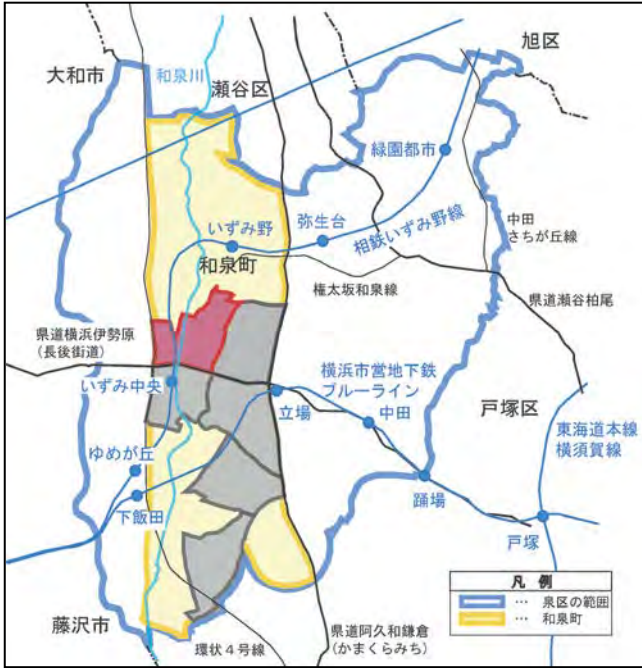 旭区
大和市
和泉川
瀬谷区
緑園都市
弥生台
いずみ野
相鉄いずみ野線
中田
さちが丘線
和泉町
権太坂和泉線
県道瀬谷柏尾
県道横浜伊勢原
(長後街道)
横浜市営地下鉄
ブルーライン
いずみ中央
立場
中田
戸塚区
東海道本線
横須賀線
ゆめが丘
下飯田
踊場
戸塚
凡 例
… 泉区の範囲
… 和泉町
藤沢市
環状4号線
県道阿久和鎌倉
(かまくらみち)